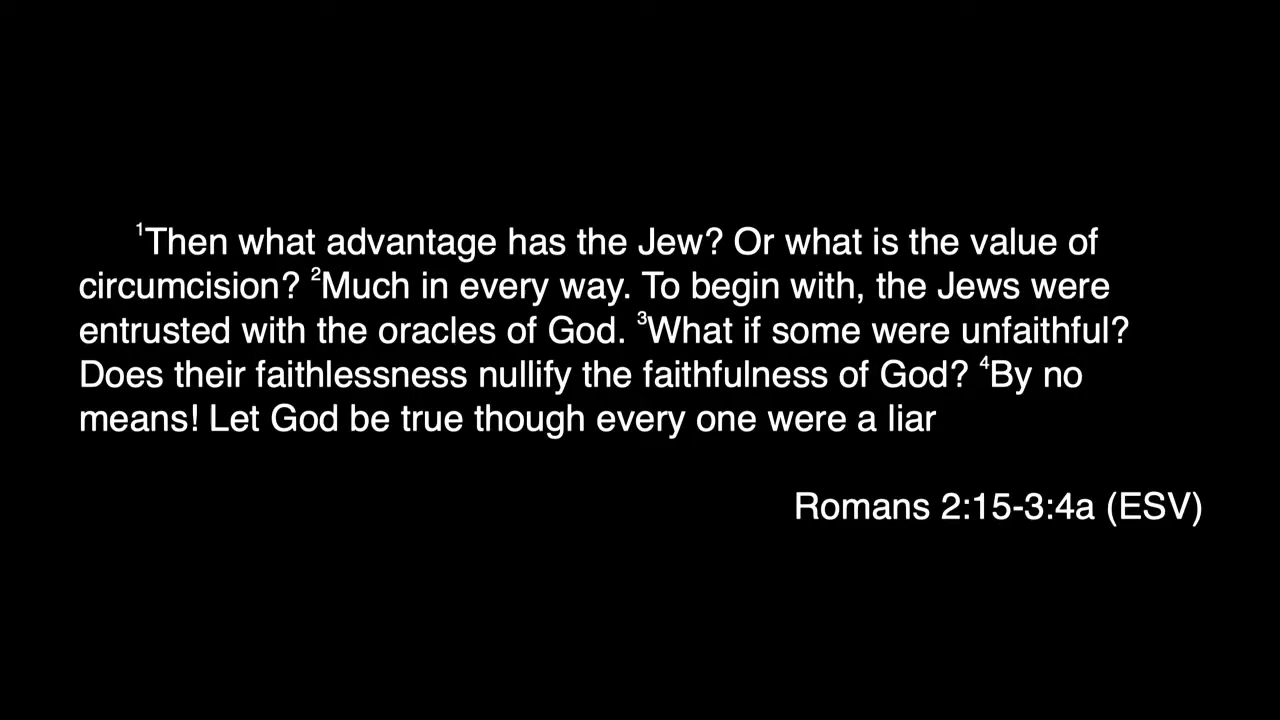 ¹Then what advantage has the Jew? Or what is the value of
circumcision? ²Much in every way. To begin with, the Jews were
entrusted with the oracles of God. ³What if some were unfaithful?
Does their faithlessness nullify the faithfulness of God? ⁴By no
means! Let God be true though every one were a liar
Romans 2:15-3:4a (ESV)